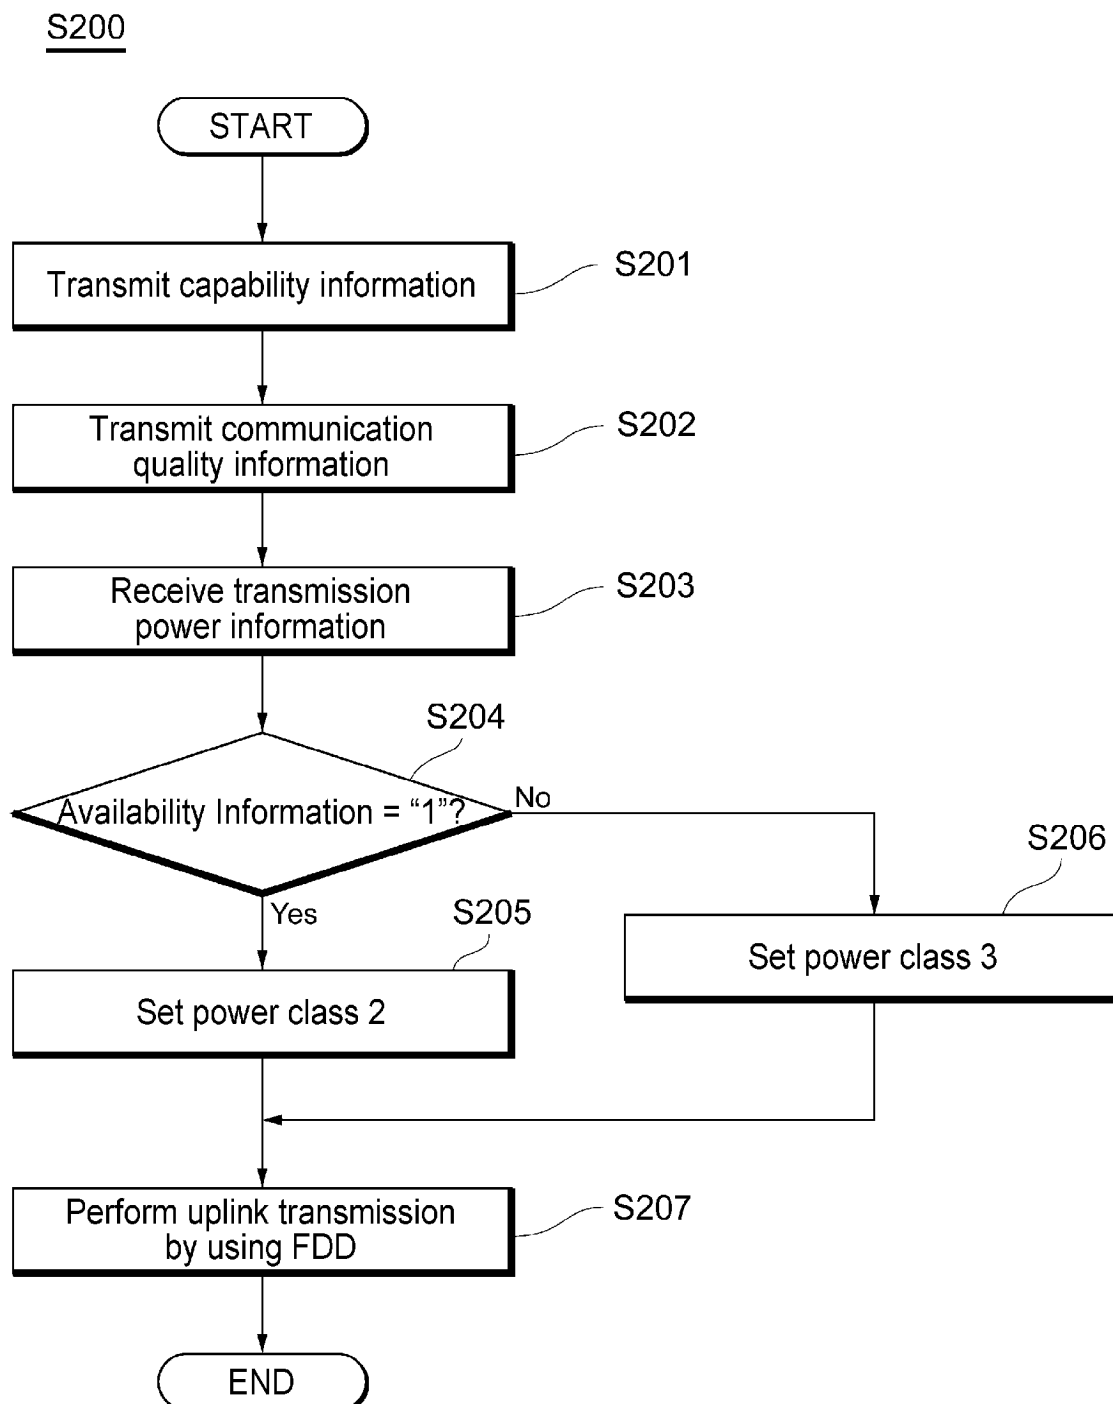 S200
START
Transmit capability information
S201
Transmit communication
quality information
S202
Receive transmission
power information
S203
S204
Availability Information = “1”?
No
Yes
S205
S206
Set power class 2
Set power class 3
Perform uplink transmission
by using FDD
S207
END